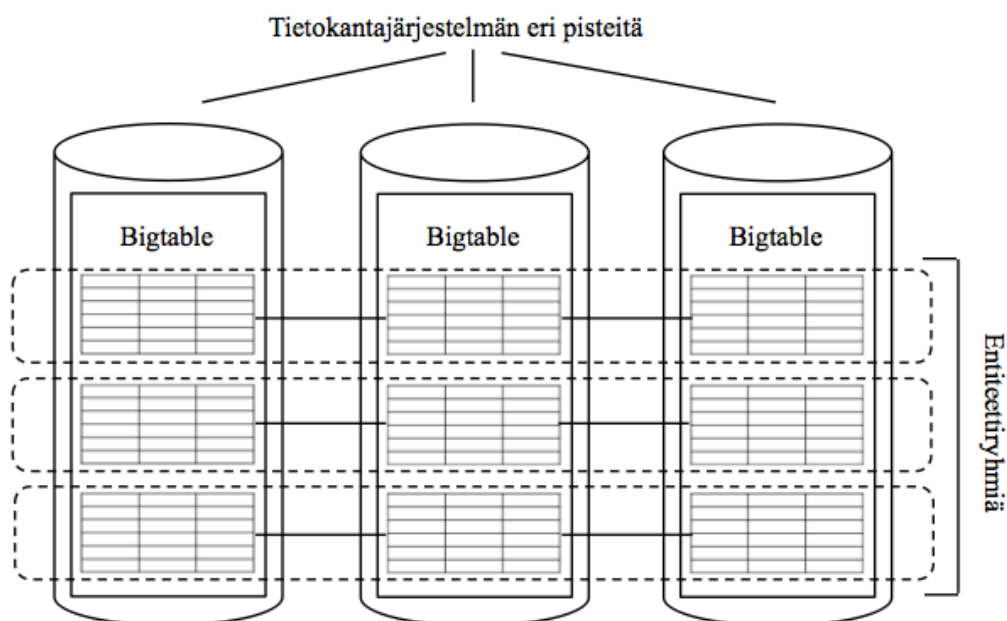 Tietokantajärjestelmän eri pisteitä
Bigtable
Bigtable
Bigtable
Entiteettiryhmiä